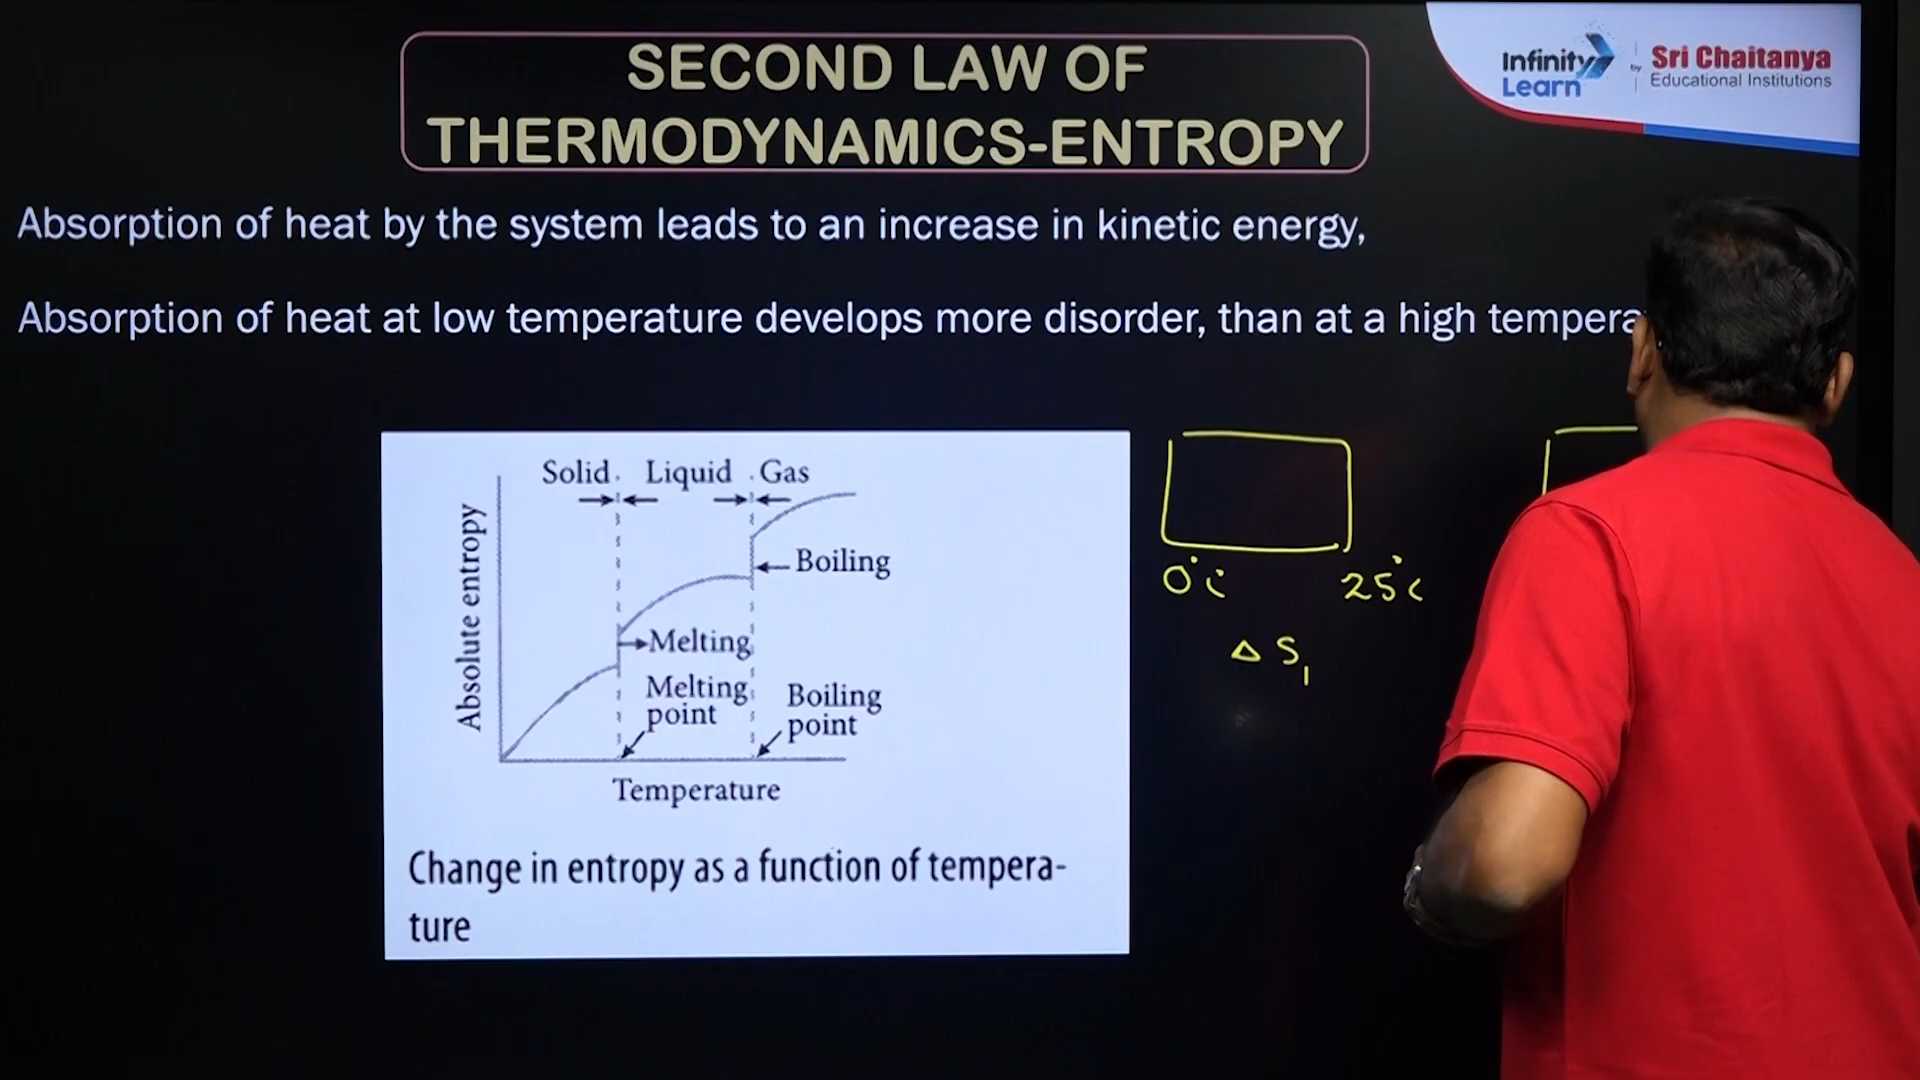 SECOND LAW OF
THERMODYNAMICS-ENTROPY
Infinity Learn by Sri Chaitanya Educational Institutions
Absorption of heat by the system leads to an increase in kinetic energy,
Absorption of heat at low temperature develops more disorder, than at a high
Solid Liquid Gas
Absolute entropy
Boiling
Melting
Melting point
Boiling point
Temperature
Change in entropy as a function of tempera-
ture
0°C 25°C
Δ S₁